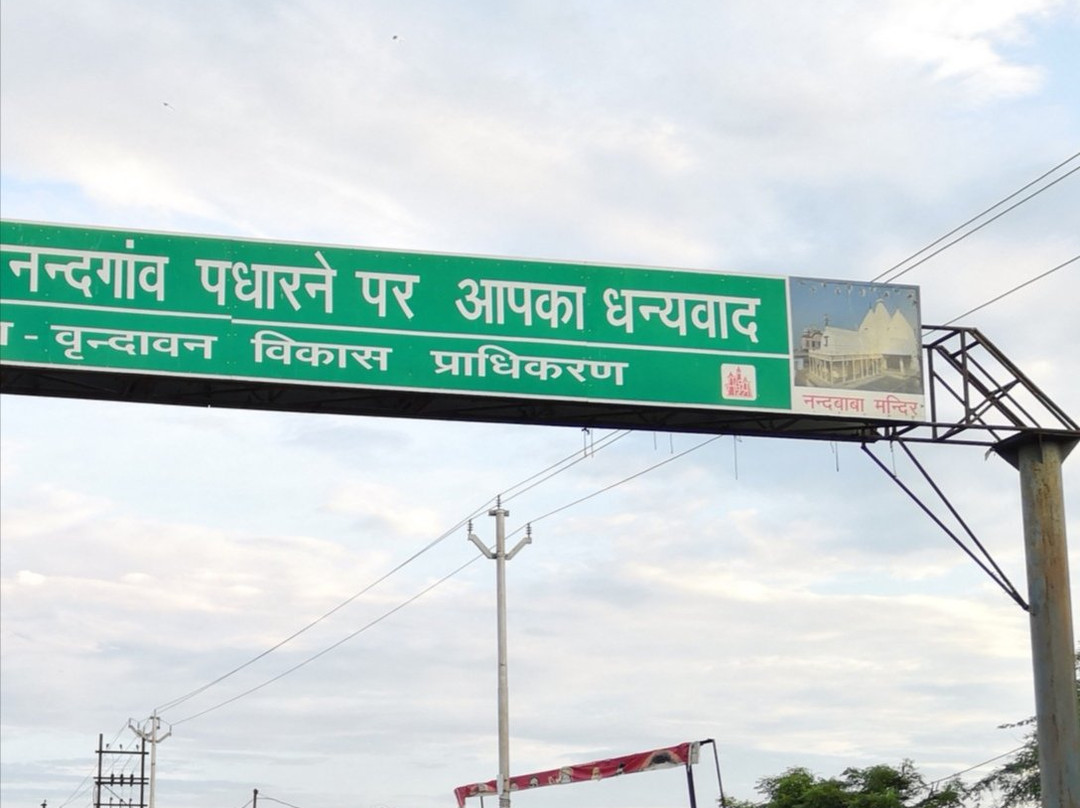 नन्दगांव पधारने पर आपका धन्यवाद
- वृन्दावन विकास प्राधिकरण
नन्दबाबा मन्दिर